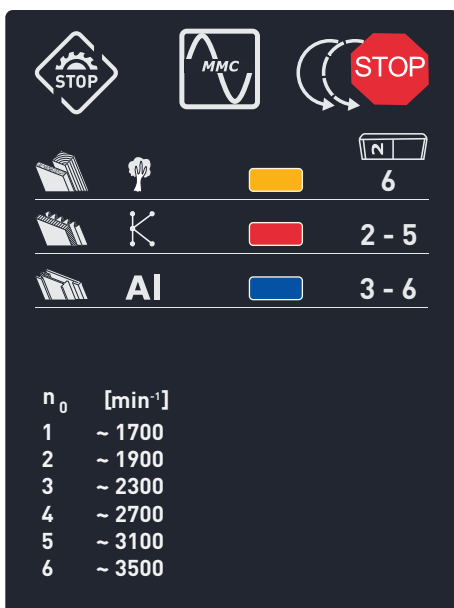 STOP MMC STOP
2
6
2 - 5
Al 3 - 6
n0 [min-1]
1 ~ 1700
2 ~ 1900
3 ~ 2300
4 ~ 2700
5 ~ 3100
6 ~ 3500